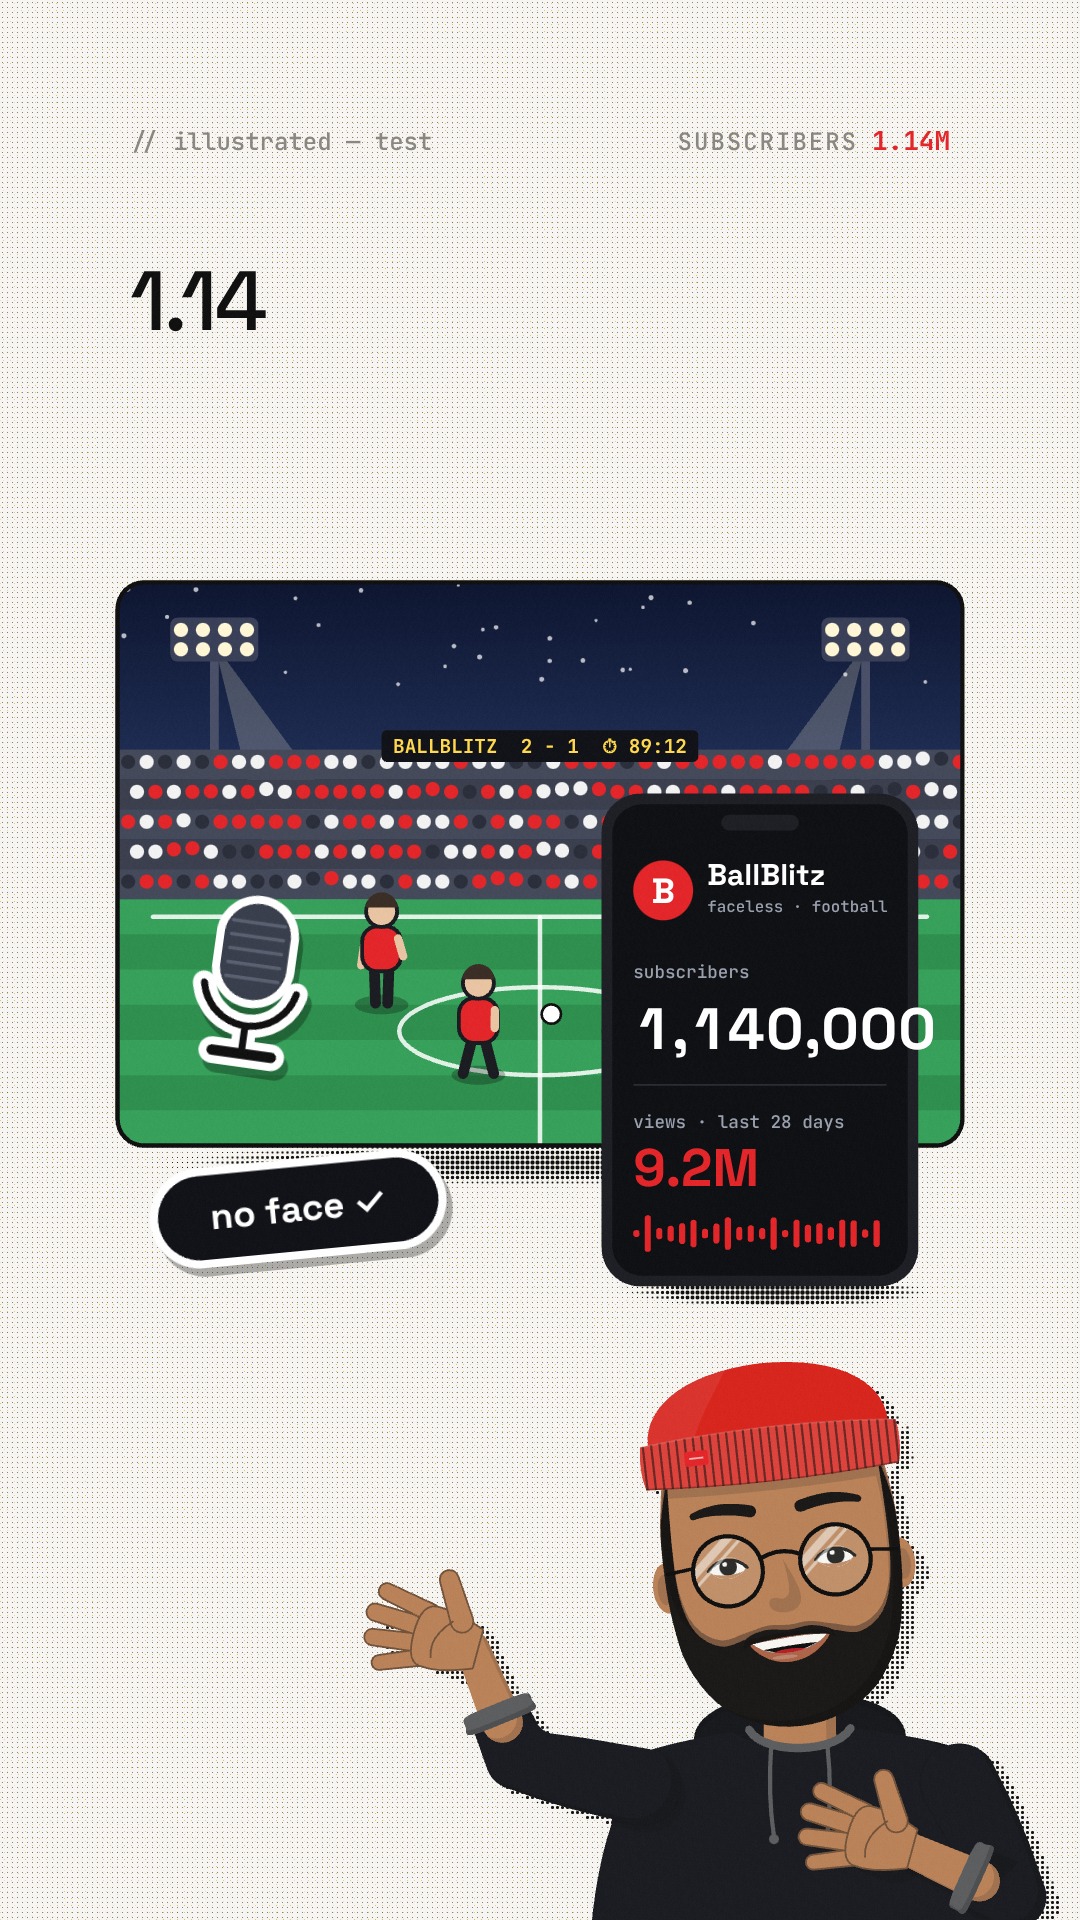 // illustrated — test
SUBSCRIBERS 1.14M
1.14
BALLBLITZ 2 - 1 ⏱ 89:12
B
BallBlitz
faceless · football
subscribers
1,140,000
views · last 28 days
9.2M
no face ✓